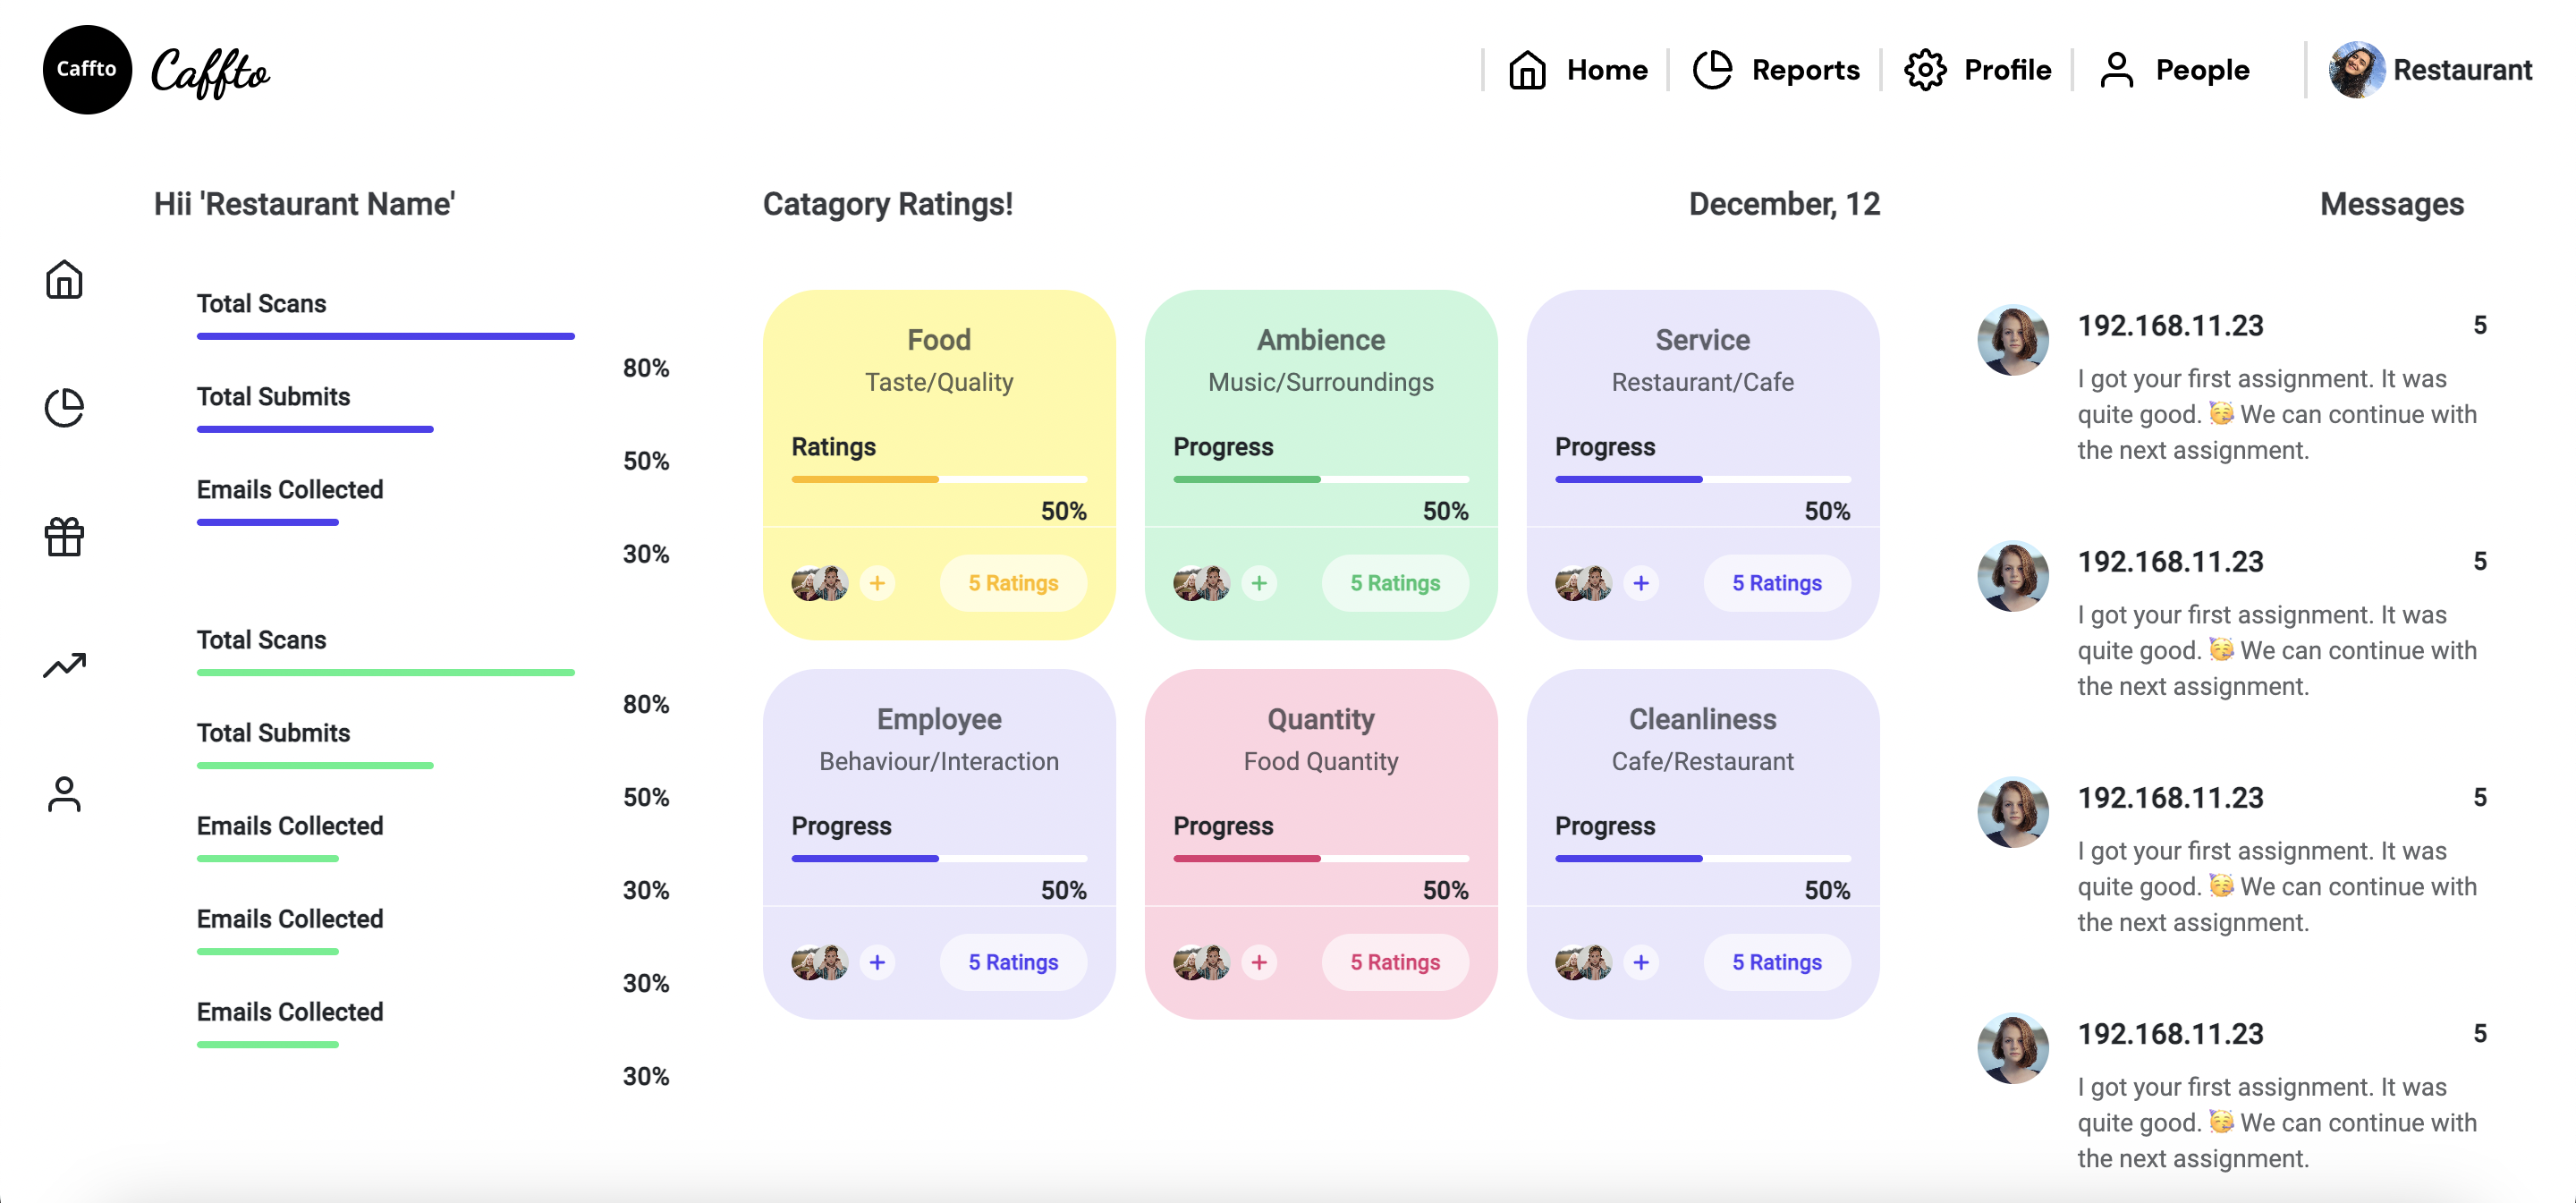 Caffto
Caffto
Home
Reports
Profile
People
Restaurant
Hii 'Restaurant Name'
Total Scans
80%
Total Submits
50%
Emails Collected
30%
Total Scans
80%
Total Submits
50%
Emails Collected
30%
Emails Collected
30%
Emails Collected
30%
Catagory Ratings!
December, 12
Food
Taste/Quality
Ratings
50%
+
5 Ratings
Ambience
Music/Surroundings
Progress
50%
+
5 Ratings
Service
Restaurant/Cafe
Progress
50%
+
5 Ratings
Employee
Behaviour/Interaction
Progress
50%
+
5 Ratings
Quantity
Food Quantity
Progress
50%
+
5 Ratings
Cleanliness
Cafe/Restaurant
Progress
50%
+
5 Ratings
Messages
192.168.11.23
5
I got your first assignment. It was
quite good. 🥳 We can continue with
the next assignment.
192.168.11.23
5
I got your first assignment. It was
quite good. 🥳 We can continue with
the next assignment.
192.168.11.23
5
I got your first assignment. It was
quite good. 🥳 We can continue with
the next assignment.
192.168.11.23
5
I got your first assignment. It was
quite good. 🥳 We can continue with
the next assignment.